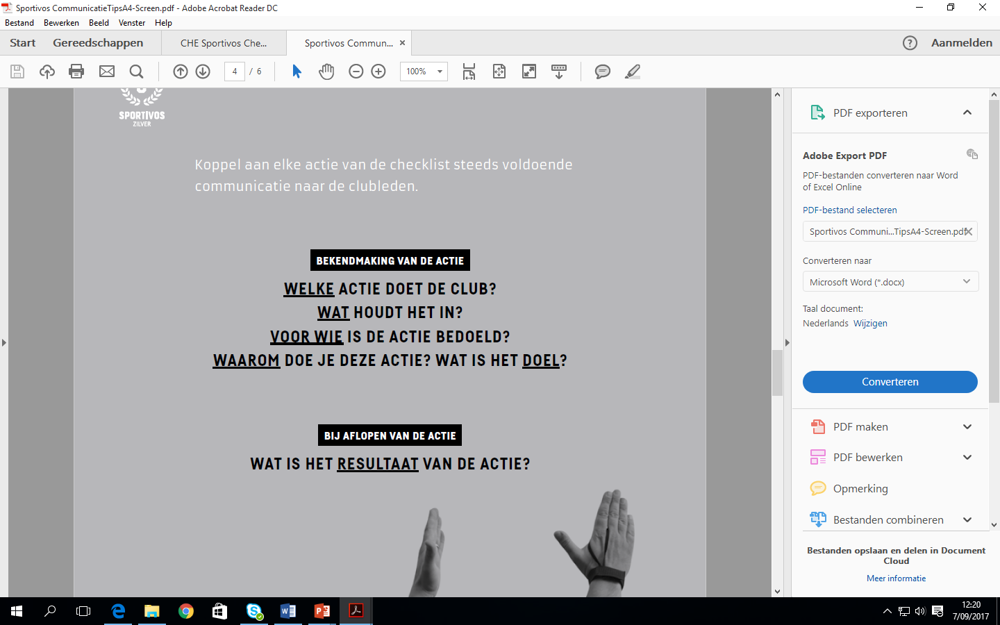 Sportivos CommunicatieTipsA4-Screen.pdf - Adobe Acrobat Reader DC
Bestand Bewerken Beeld Venster Help
Start Gereedschappen CHE Sportivos Che... Sportivos Commun... × ? Aanmelden
4 / 6 100%
SPORTIVOS
ZILVER
Koppel aan elke actie van de checklist steeds voldoende
communicatie naar de clubleden.
BEKENDMAKING VAN DE ACTIE
WELKE ACTIE DOET DE CLUB?
WAT HOUDT HET IN?
VOOR WIE IS DE ACTIE BEDOELD?
WAAROM DOE JE DEZE ACTIE? WAT IS HET DOEL?
BIJ AFLOPEN VAN DE ACTIE
WAT IS HET RESULTAAT VAN DE ACTIE?
PDF exporteren
Adobe Export PDF
PDF-bestanden converteren naar Word
of Excel Online
PDF-bestand selecteren
Sportivos Communi...TipsA4-Screen.pdf
Converteren naar
Microsoft Word (*.docx)
Taal document:
Nederlands Wijzigen
Converteren
PDF maken
PDF bewerken
Opmerking
Bestanden combineren
Bestanden opslaan en delen in Document
Cloud
Meer informatie
12:20
7/09/2017